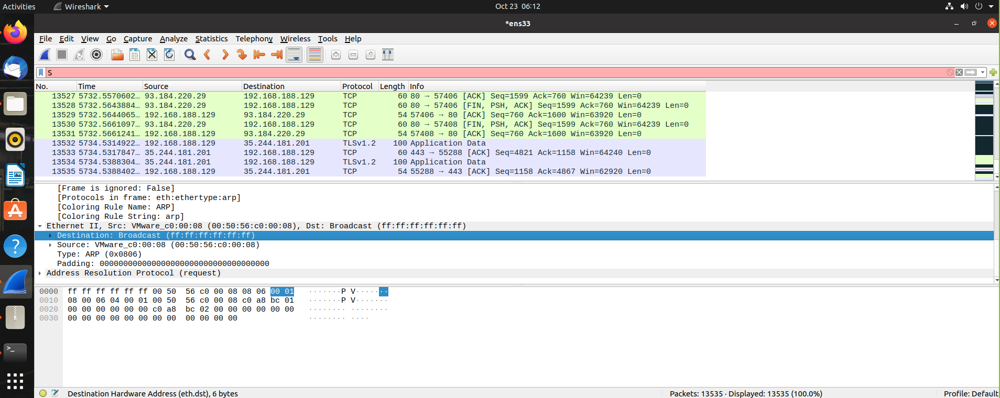 Activities Wireshark Oct 23 06:12
*ens33
File Edit View Go Capture Analyze Statistics Telephony Wireless Tools Help
S
No. Time Source Destination Protocol Length Info
13527 5732.5570602… 93.184.220.29 192.168.188.129 TCP 60 80 → 57406 [ACK] Seq=1599 Ack=760 Win=64239 Len=0
13528 5732.5643884… 93.184.220.29 192.168.188.129 TCP 60 80 → 57406 [FIN, PSH, ACK] Seq=1599 Ack=760 Win=64239 Len=0
13529 5732.5644065… 192.168.188.129 93.184.220.29 TCP 54 57406 → 80 [ACK] Seq=760 Ack=1600 Win=63920 Len=0
13530 5732.5661097… 93.184.220.29 192.168.188.129 TCP 60 80 → 57408 [FIN, PSH, ACK] Seq=1599 Ack=760 Win=64239 Len=0
13531 5732.5661241… 192.168.188.129 93.184.220.29 TCP 54 57408 → 80 [ACK] Seq=760 Ack=1600 Win=63920 Len=0
13532 5734.5314922… 192.168.188.129 35.244.181.201 TLSv1.2 100 Application Data
13533 5734.5317847… 35.244.181.201 192.168.188.129 TCP 60 443 → 55288 [ACK] Seq=4821 Ack=1158 Win=64240 Len=0
13534 5734.5388304… 35.244.181.201 192.168.188.129 TLSv1.2 100 Application Data
13535 5734.5388402… 192.168.188.129 35.244.181.201 TCP 54 55288 → 443 [ACK] Seq=1158 Ack=4867 Win=62920 Len=0
[Frame is ignored: False]
[Protocols in frame: eth:ethertype:arp]
[Coloring Rule Name: ARP]
[Coloring Rule String: arp]
Ethernet II, Src: VMware_c0:00:08 (00:50:56:c0:00:08), Dst: Broadcast (ff:ff:ff:ff:ff:ff)
Destination: Broadcast (ff:ff:ff:ff:ff:ff)
Source: VMware_c0:00:08 (00:50:56:c0:00:08)
Type: ARP (0x0806)
Padding: 000000000000000000000000000000000000
Address Resolution Protocol (request)
0000 ff ff ff ff ff ff 00 50 56 c0 00 08 08 06 00 01 ·······P V·······
0010 08 00 06 04 00 01 00 50 56 c0 00 08 c0 a8 bc 01 ·······P V·······
0020 00 00 00 00 00 00 c0 a8 bc 02 00 00 00 00 00 00 ········ ········
0030 00 00 00 00 00 00 00 00 00 00 00 00 ········ ····
Destination Hardware Address (eth.dst), 6 bytes Packets: 13535 · Displayed: 13535 (100.0%) Profile: Default